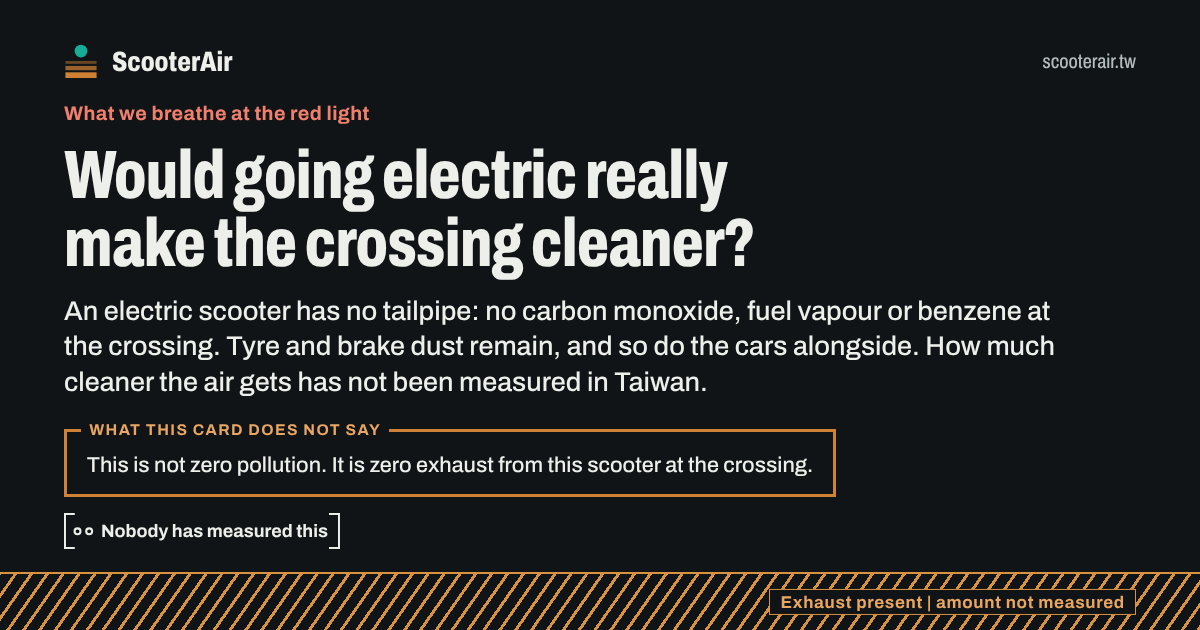 ScooterAir
scooterair.tw
What we breathe at the red light
Would going electric really
make the crossing cleaner?
An electric scooter has no tailpipe: no carbon monoxide, fuel vapour or benzene at
the crossing. Tyre and brake dust remain, and so do the cars alongside. How much
cleaner the air gets has not been measured in Taiwan.
WHAT THIS CARD DOES NOT SAY
This is not zero pollution. It is zero exhaust from this scooter at the crossing.
Nobody has measured this
Exhaust present | amount not measured